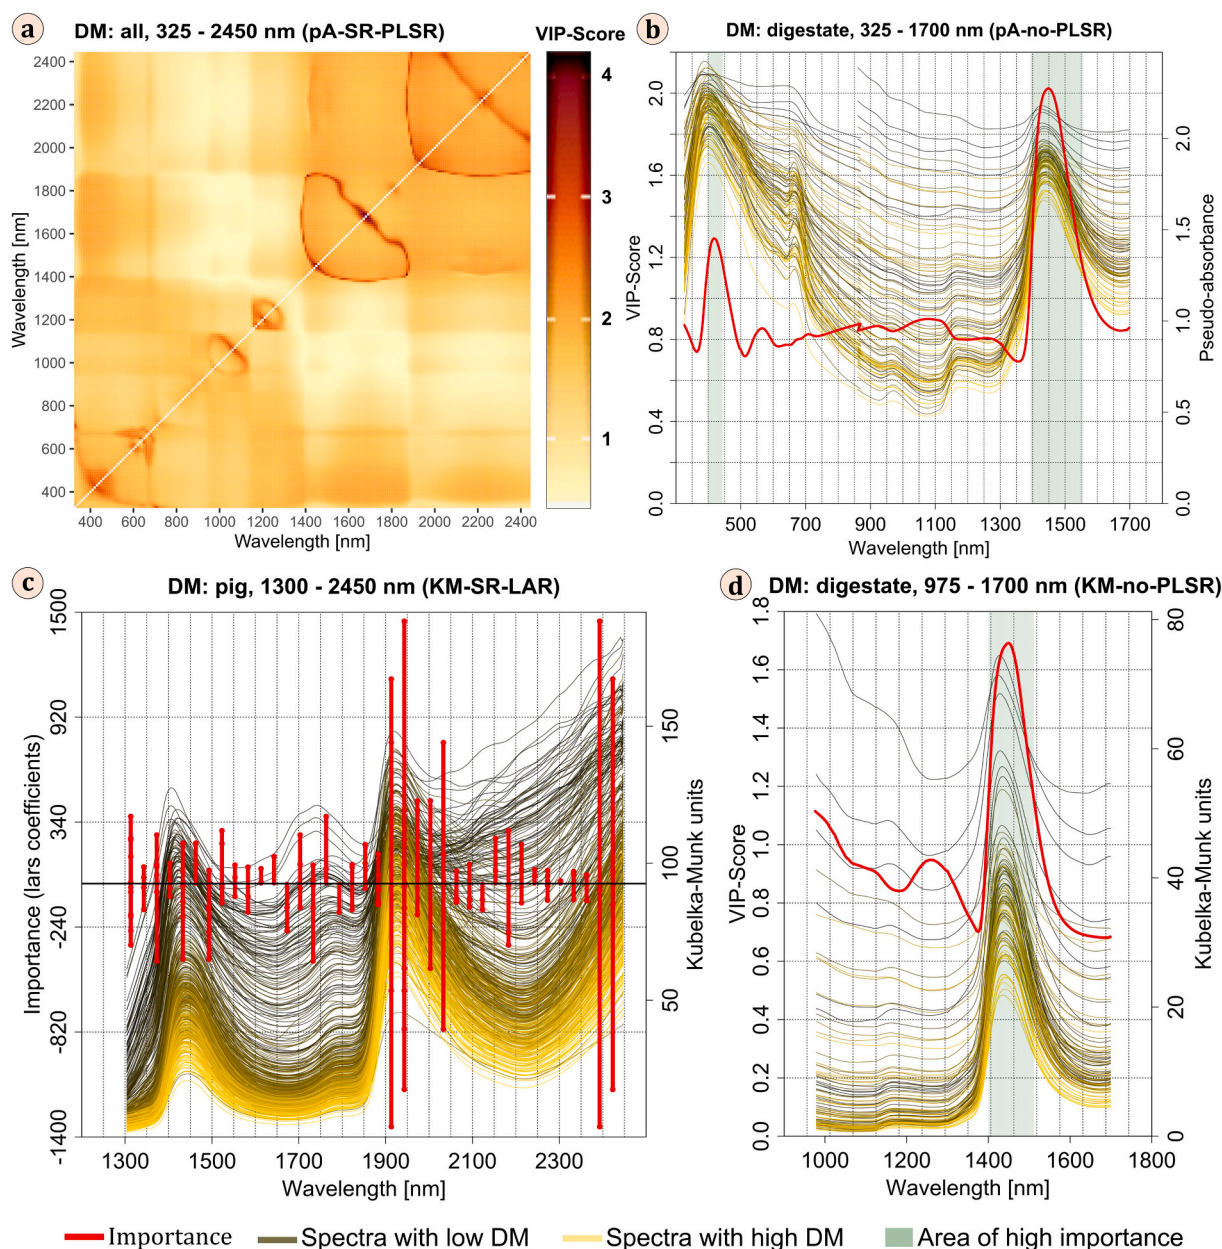 a
DM: all, 325 - 2450 nm (pA-SR-PLSR)
VIP-Score
Wavelength [nm]
2400
2200
2000
1800
1600
1400
1200
1000
800
600
400
400 600 800 1000 1200 1400 1600 1800 2000 2200 2400
Wavelength [nm]
4
3
2
1
b
DM: digestate, 325 - 1700 nm (pA-no-PLSR)
VIP-Score
2.0
1.6
1.2
0.8
0.4
0.0
500 700 900 1100 1300 1500 1700
Wavelength [nm]
2.0
1.5
1.0
0.5
0.0
Pseudo-absorbance
c
DM: pig, 1300 - 2450 nm (KM-SR-LAR)
Importance (lars coefficients)
1500
920
340
-240
-820
-1400
1300 1500 1700 1900 2100 2300
Wavelength [nm]
150
100
50
Kubelka-Munk units
d
DM: digestate, 975 - 1700 nm (KM-no-PLSR)
VIP-Score
1.8
1.6
1.4
1.2
1.0
0.8
0.6
0.4
0.2
0.0
1000 1200 1400 1600 1800
Wavelength [nm]
80
60
40
20
0
Kubelka-Munk units
Importance Spectra with low DM Spectra with high DM Area of high importance